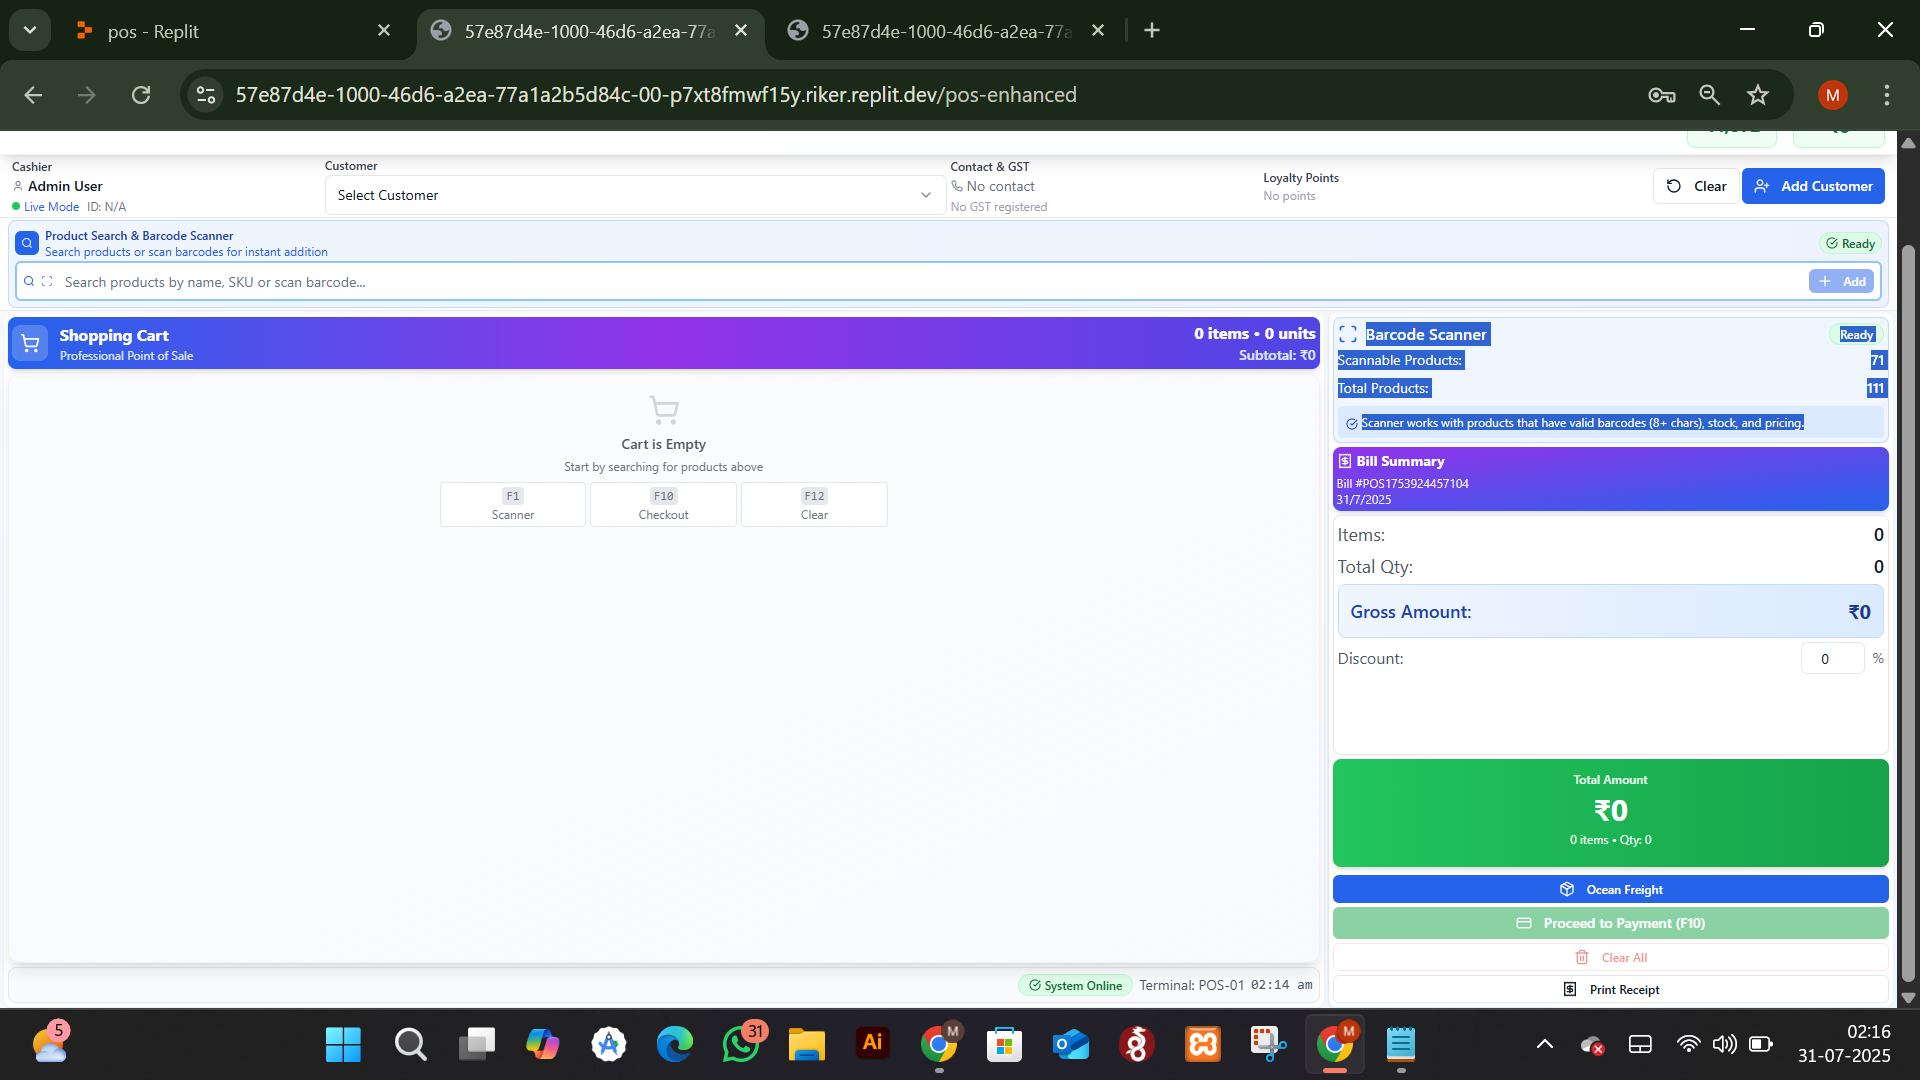 pos - Replit
57e87d4e-1000-46d6-a2ea-77a
57e87d4e-1000-46d6-a2ea-77a
57e87d4e-1000-46d6-a2ea-77a1a2b5d84c-00-p7xt8fmwf15y.riker.replit.dev/pos-enhanced
M
Cashier
Admin User
Live Mode ID: N/A
Customer
Select Customer
Contact & GST
No contact
No GST registered
Loyalty Points
No points
Clear
Add Customer
Product Search & Barcode Scanner
Search products or scan barcodes for instant addition
Ready
Search products by name, SKU or scan barcode...
Add
Shopping Cart
Professional Point of Sale
0 items • 0 units
Subtotal: ₹0
Cart is Empty
Start by searching for products above
F1
Scanner
F10
Checkout
F12
Clear
System Online
Terminal: POS-01 02:14 am
Barcode Scanner
Ready
Scannable Products: 71
Total Products: 111
Scanner works with products that have valid barcodes (8+ chars), stock, and pricing.
Bill Summary
Bill #POS1753924457104
31/7/2025
Items: 0
Total Qty: 0
Gross Amount: ₹0
Discount: 0 %
Total Amount
₹0
0 items • Qty: 0
Ocean Freight
Proceed to Payment (F10)
Clear All
Print Receipt
5
31
Ai
M
M
02:16
31-07-2025